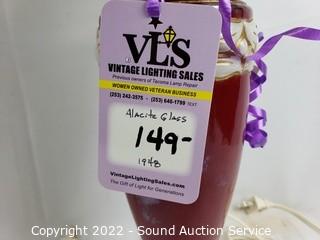 VLS
VINTAGE LIGHTING SALES
Previous owners of Tacoma Lamp Repair
WOMEN OWNED VETERAN BUSINESS
(253) 242-3575 - (253) 640-1799 TEXT
Alacite Glass
149-
1948
VintageLightingSales.com
The Gift of Light for Generations
Copyright 2022 - Sound Auction Service